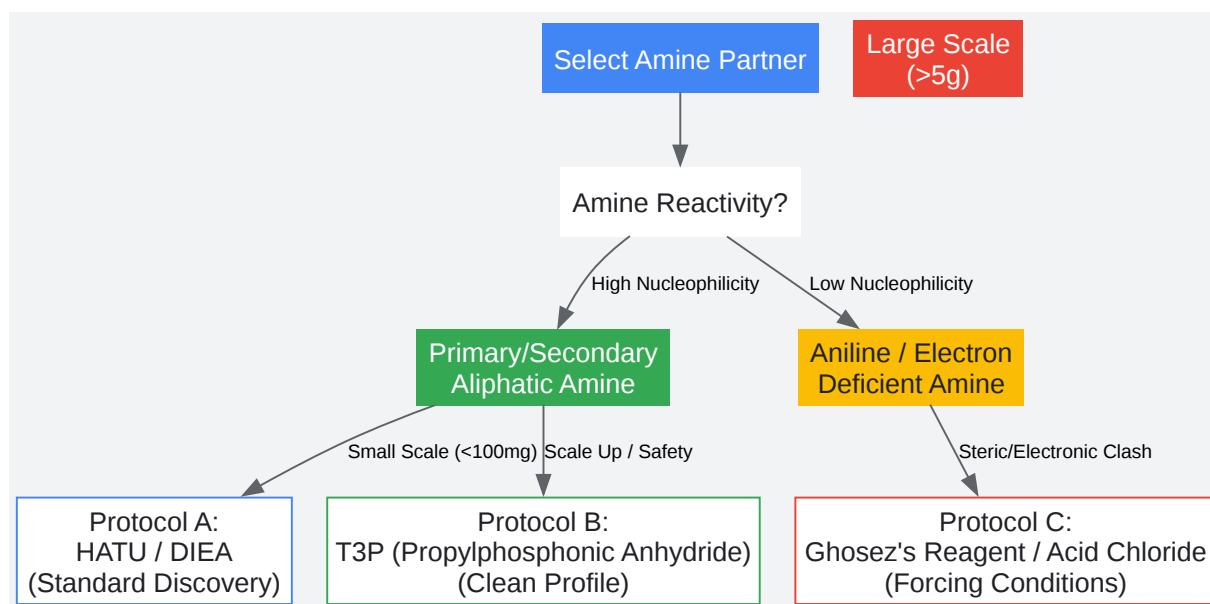 Select Amine Partner
Large Scale
(>5g)
Amine Reactivity?
High Nucleophilicity
Low Nucleophilicity
Primary/Secondary
Aliphatic Amine
Aniline / Electron
Deficient Amine
Small Scale (<100mg)
Scale Up / Safety
Steric/Electronic Clash
Protocol A:
HATU / DIEA
(Standard Discovery)
Protocol B:
T3P (Propylphosphonic Anhydride)
(Clean Profile)
Protocol C:
Ghosez's Reagent / Acid Chloride
(Forcing Conditions)